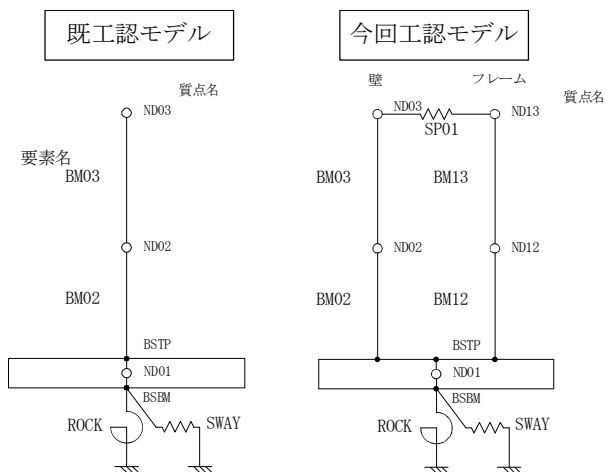 既工認モデル
質点名
ND03
要素名
BM03
ND02
BM02
BSTP
ND01
BSBM
ROCK
SWAY
今回工認モデル
壁
フレーム
質点名
ND03
ND13
SP01
BM03
BM13
ND02
ND12
BM02
BM12
BSTP
ND01
BSBM
ROCK
SWAY